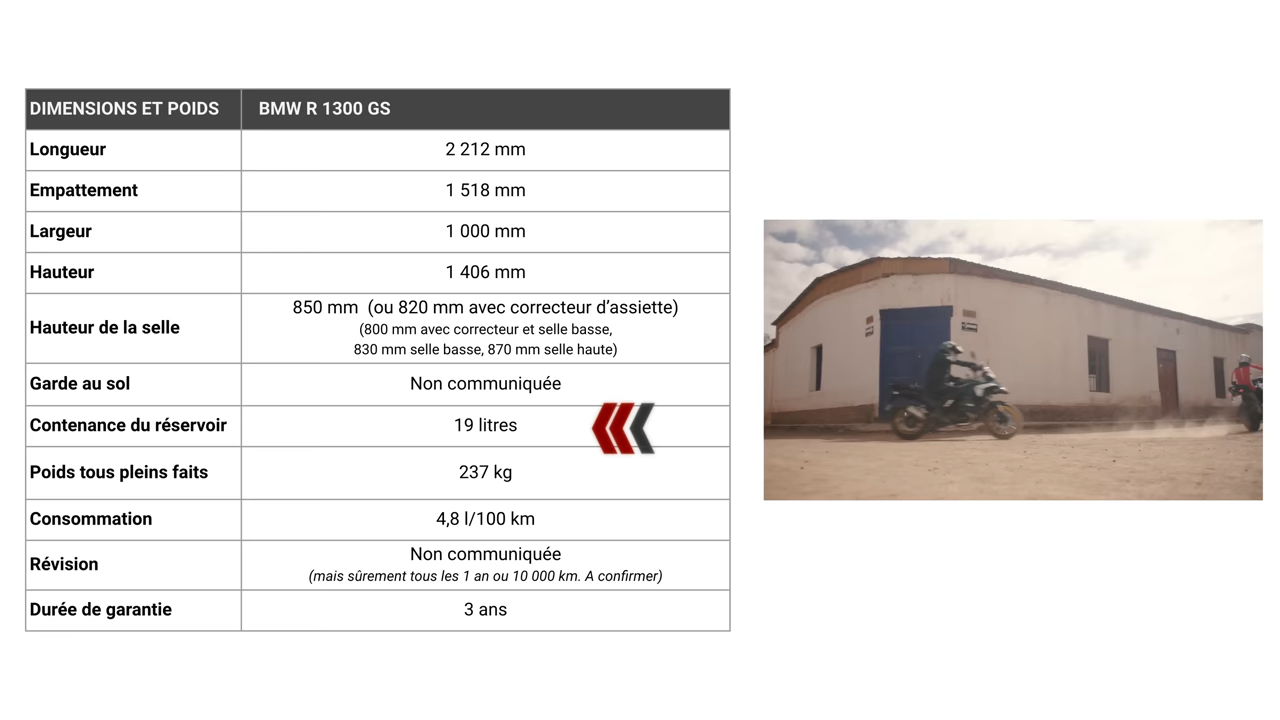 DIMENSIONS ET POIDS BMW R 1300 GS
Longueur 2 212 mm
Empattement 1 518 mm
Largeur 1 000 mm
Hauteur 1 406 mm
Hauteur de la selle 850 mm (ou 820 mm avec correcteur d’assiette)
(800 mm avec correcteur et selle basse,
830 mm selle basse, 870 mm selle haute)
Garde au sol Non communiquée
Contenance du réservoir 19 litres
Poids tous pleins faits 237 kg
Consommation 4,8 l/100 km
Révision Non communiquée
(mais sûrement tous les 1 an ou 10 000 km. A confirmer)
Durée de garantie 3 ans